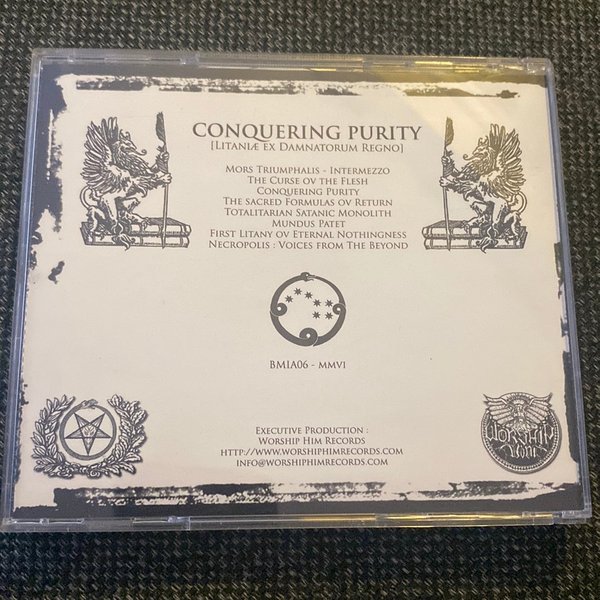 CONQUERING PURITY
[LITANIÆ EX DAMNATORUM REGNO]
MORS TRIUMPHALIS - INTERMEZZO
THE CURSE OV THE FLESH
CONQUERING PURITY
THE SACRED FORMULAS OV RETURN
TOTALITARIAN SATANIC MONOLITH
MUNDUS PATET
FIRST LITANY OV ETERNAL NOTHINGNESS
NECROPOLIS : VOICES FROM THE BEYOND
BMIA06 - MMVI
EXECUTIVE PRODUCTION :
WORSHIP HIM RECORDS
HTTP://WWW.WORSHIPHIMRECORDS.COM
INFO@WORSHIPHIMRECORDS.COM
WORSHIP
HIM